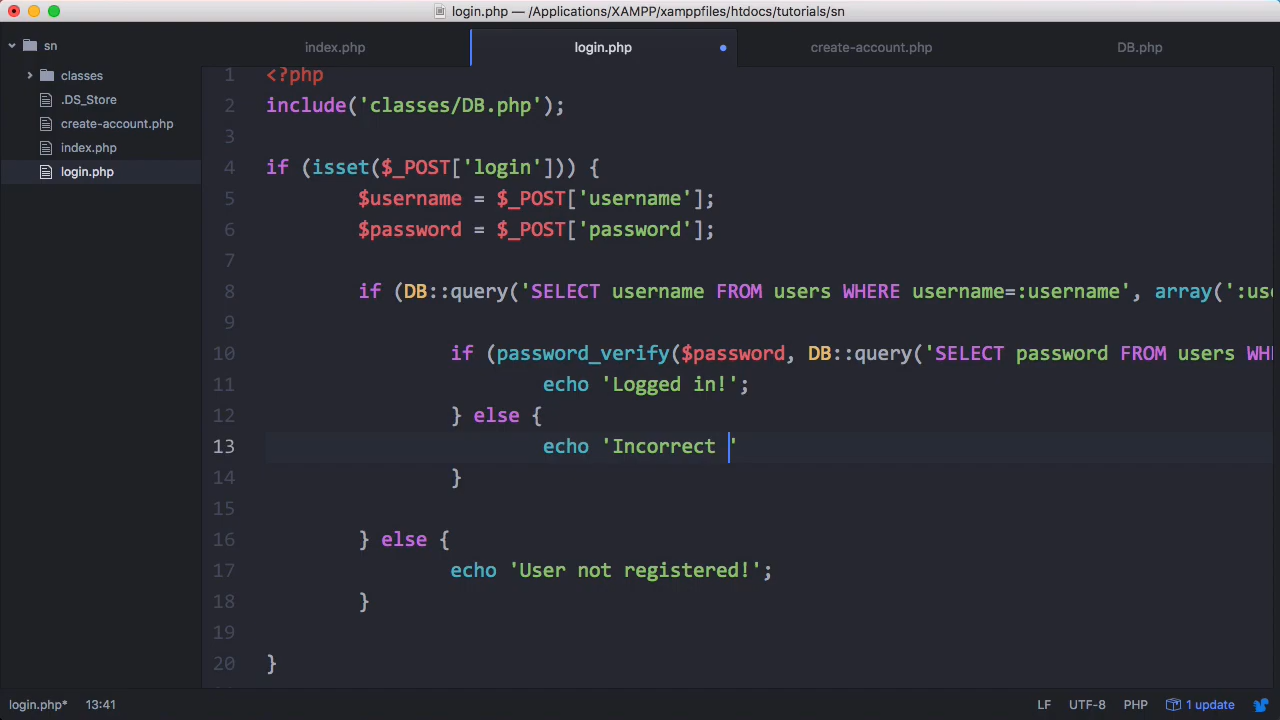 login.php — /Applications/XAMPP/xamppfiles/htdocs/tutorials/sn
sn
classes
.DS_Store
create-account.php
index.php
login.php
index.php
login.php
create-account.php
DB.php
1 <?php
2 include('classes/DB.php');
3
4 if (isset($_POST['login'])) {
5 $username = $_POST['username'];
6 $password = $_POST['password'];
7
8 if (DB::query('SELECT username FROM users WHERE username=:username', array(':use
9
10 if (password_verify($password, DB::query('SELECT password FROM users WHE
11 echo 'Logged in!';
12 } else {
13 echo 'Incorrect '
14 }
15
16 } else {
17 echo 'User not registered!';
18 }
19
20 }
login.php* 13:41
LF UTF-8 PHP 1 update